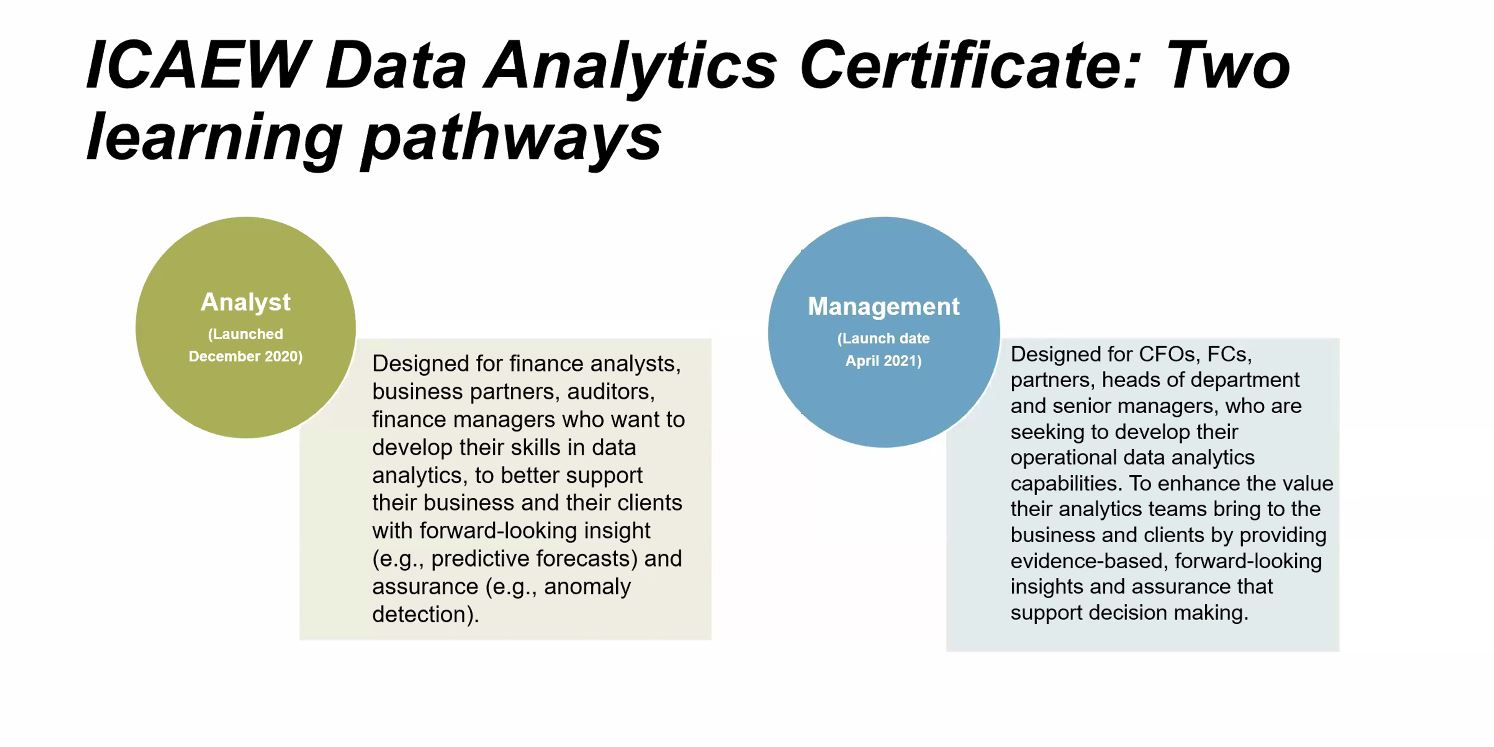 ICAEW Data Analytics Certificate: Two
learning pathways
Analyst
(Launched
December 2020)
Designed for finance analysts,
business partners, auditors,
finance managers who want to
develop their skills in data
analytics, to better support
their business and their clients
with forward-looking insight
(e.g., predictive forecasts) and
assurance (e.g., anomaly
detection).
Management
(Launch date
April 2021)
Designed for CFOs, FCs,
partners, heads of department
and senior managers, who are
seeking to develop their
operational data analytics
capabilities. To enhance the value
their analytics teams bring to the
business and clients by providing
evidence-based, forward-looking
insights and assurance that
support decision making.